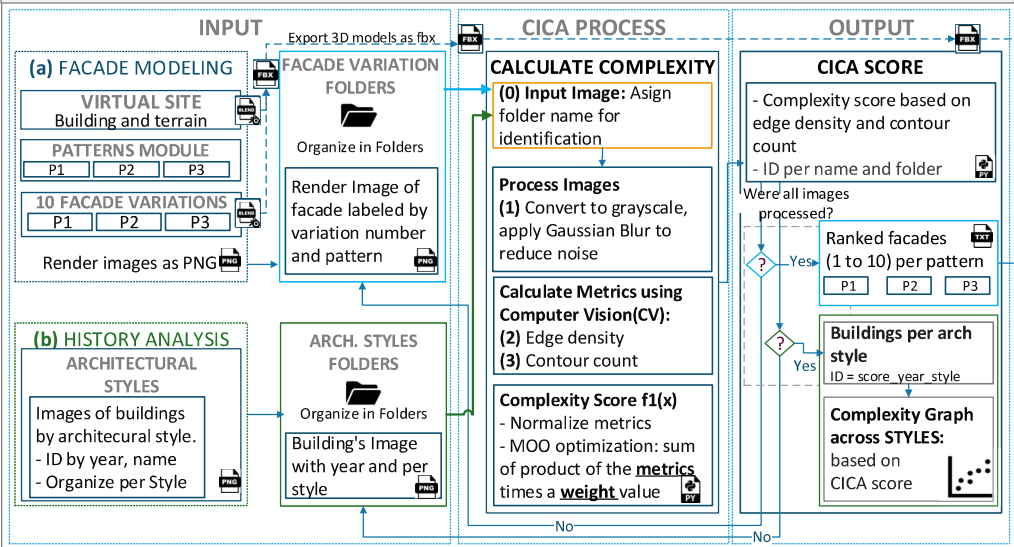 INPUT
CICA PROCESS
OUTPUT
Export 3D models as fbx
FBX
FBX
FBX
(a) FACADE MODELING
VIRTUAL SITE
Building and terrain
BLEND
PATTERNS MODULE
P1 P2 P3
10 FACADE VARIATIONS
P1 P2 P3
BLEND
Render images as PNG
PNG
FACADE VARIATION
FOLDERS
Organize in Folders
Render Image of
facade labeled by
variation number
and pattern
PNG
(b) HISTORY ANALYSIS
ARCHITECTURAL
STYLES
Images of buildings
by architecural style.
- ID by year, name
- Organize per Style
PNG
ARCH. STYLES
FOLDERS
Organize in Folders
Building's Image
with year and per
style
PNG
CALCULATE COMPLEXITY
(0) Input Image: Asign
folder name for
identification
Process Images
(1) Convert to grayscale,
apply Gaussian Blur to
reduce noise
Calculate Metrics using
Computer Vision(CV):
(2) Edge density
(3) Contour count
Complexity Score f1(x)
- Normalize metrics
- MOO optimization: sum
of product of the metrics
times a weight value
PY
CICA SCORE
- Complexity score based on
edge density and contour
count
- ID per name and folder
PY
Were all images
processed?
?
Yes
Ranked facades
(1 to 10) per pattern
TXT
P1 P2 P3
?
Yes
Buildings per arch
style
ID = score_year_style
Complexity Graph
across STYLES:
based on
CICA score
No
No